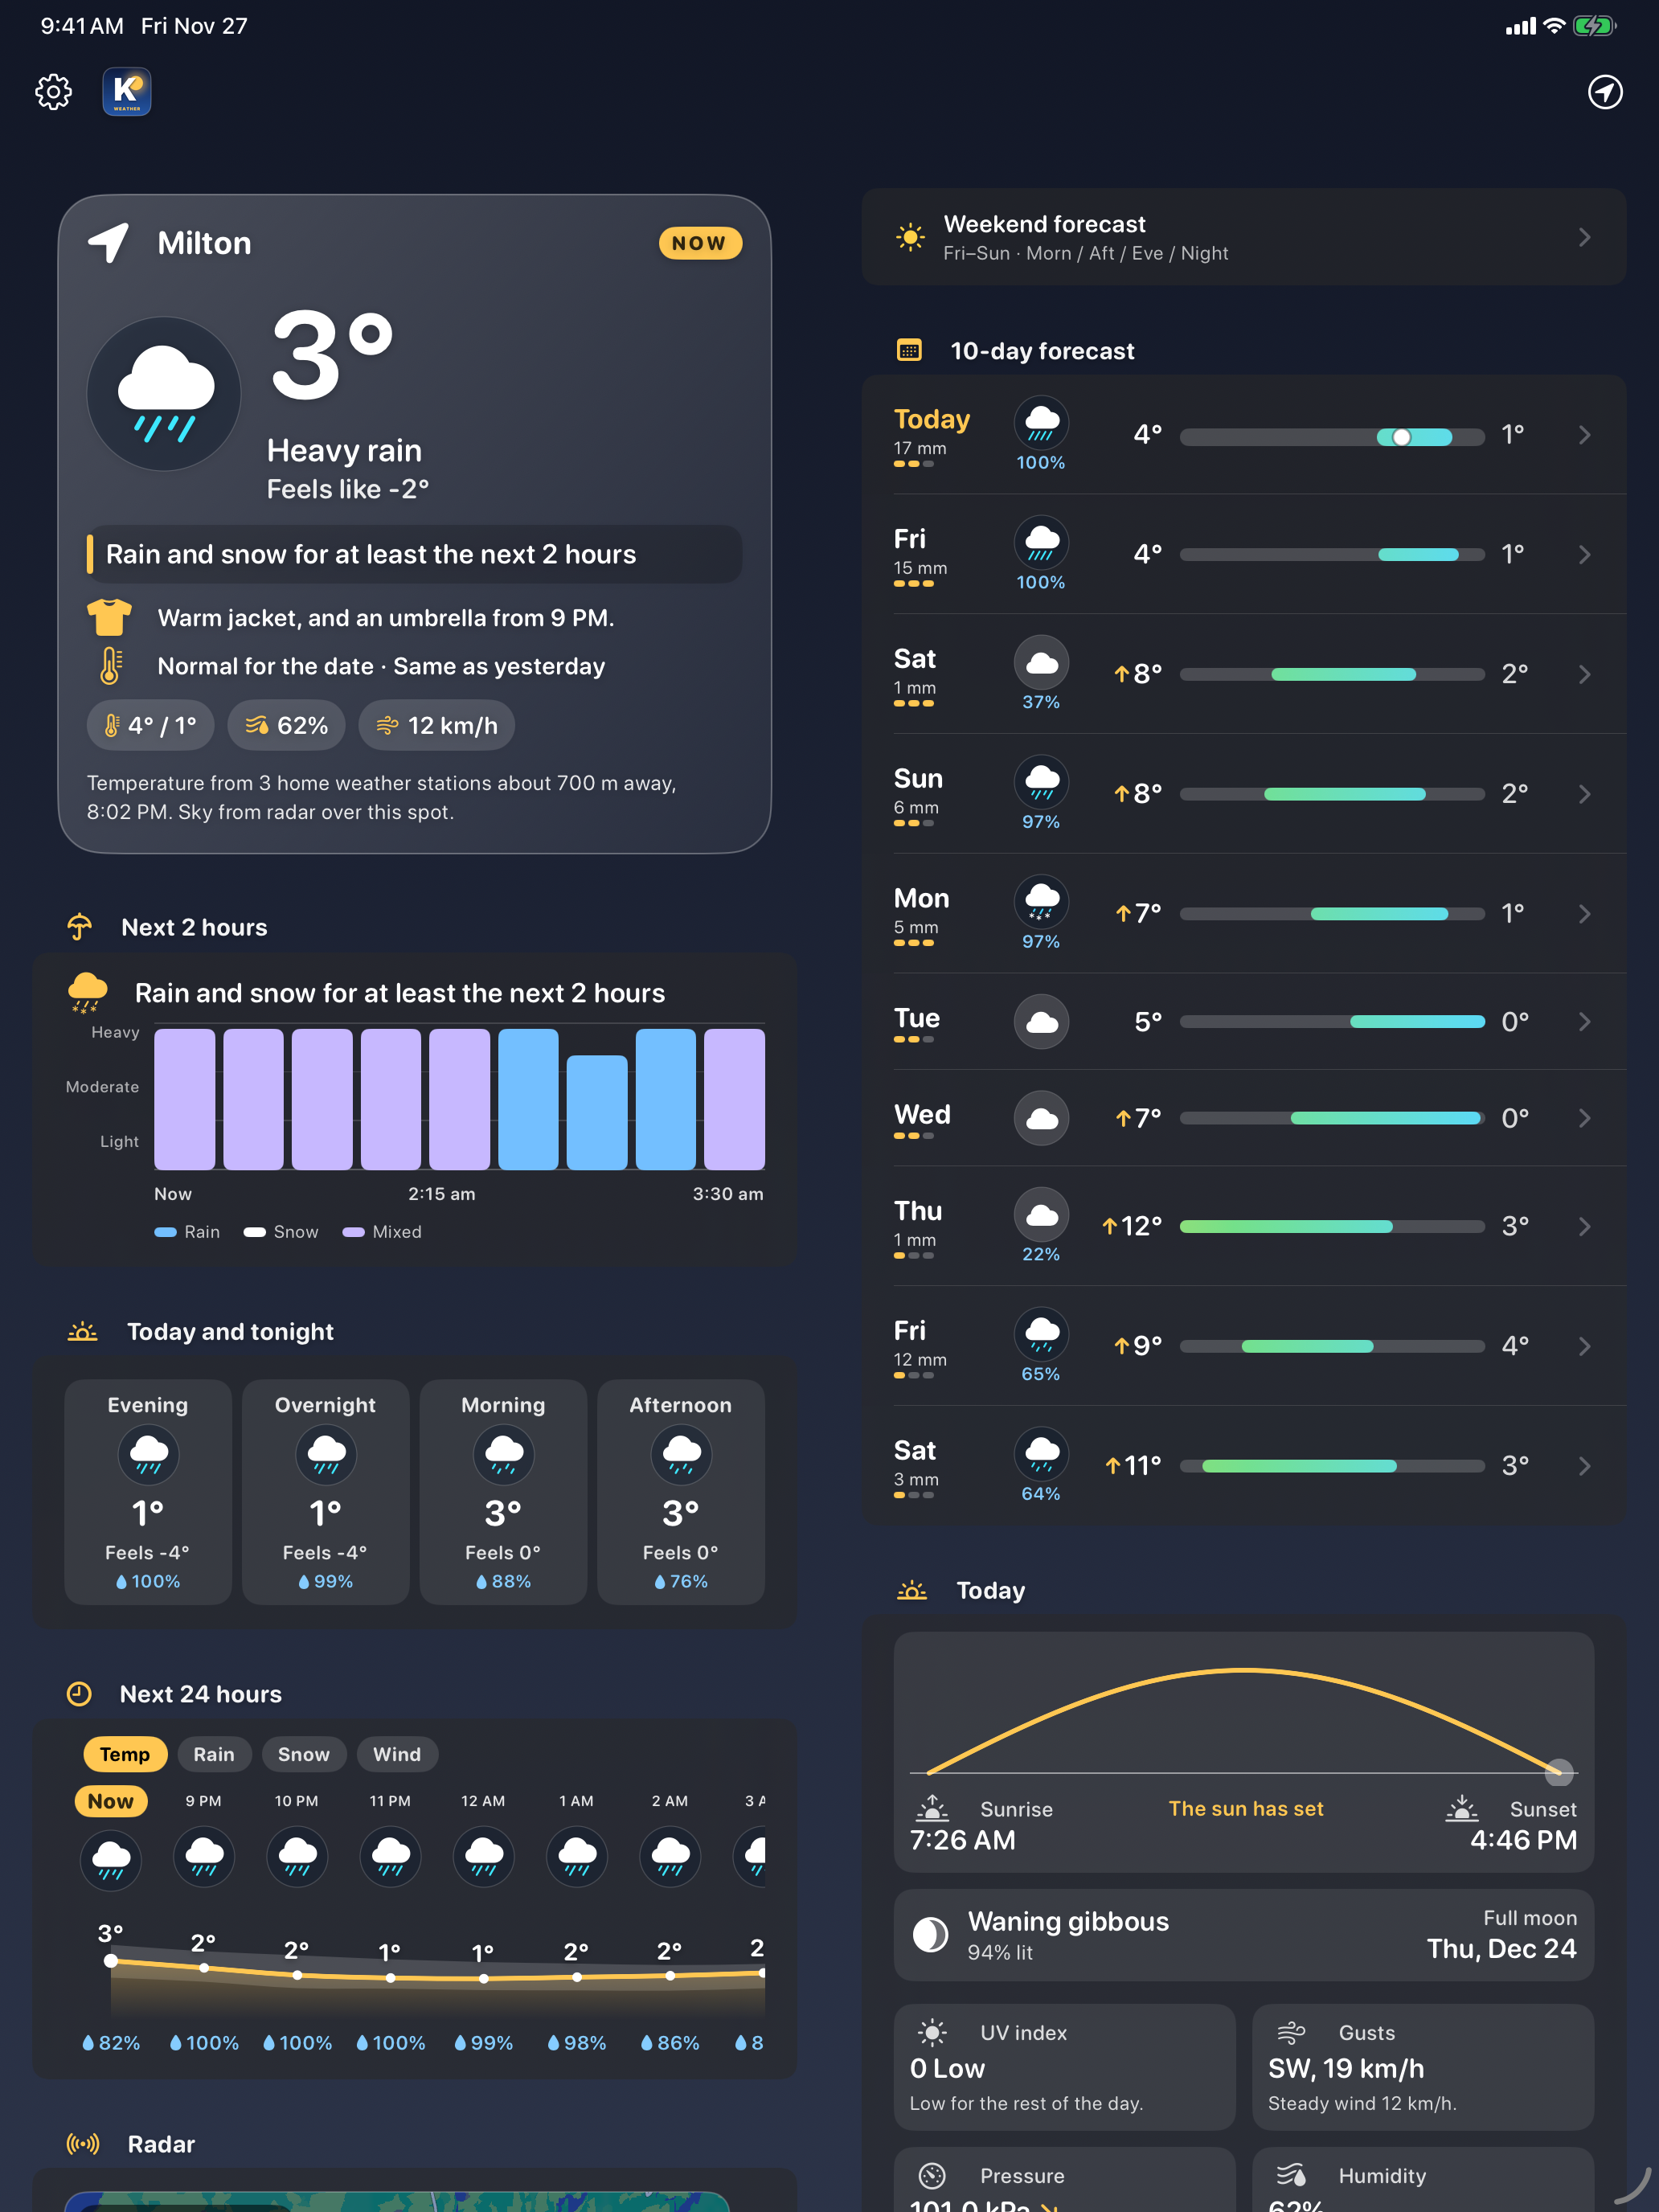 9:41 AM Fri Nov 27
K
WEATHER
Milton
NOW
3°
Heavy rain
Feels like -2°
Rain and snow for at least the next 2 hours
Warm jacket, and an umbrella from 9 PM.
Normal for the date · Same as yesterday
4° / 1°
62%
12 km/h
Temperature from 3 home weather stations about 700 m away,
8:02 PM. Sky from radar over this spot.
Next 2 hours
Rain and snow for at least the next 2 hours
Heavy
Moderate
Light
Now 2:15 am 3:30 am
Rain Snow Mixed
Today and tonight
Evening Overnight Morning Afternoon
1° 1° 3° 3°
Feels -4° Feels -4° Feels 0° Feels 0°
100% 99% 88% 76%
Next 24 hours
Temp Rain Snow Wind
Now 9 PM 10 PM 11 PM 12 AM 1 AM 2 AM 3 A
3° 2° 2° 1° 1° 2° 2° 2
82% 100% 100% 100% 99% 98% 86% 8
Radar
Weekend forecast
Fri–Sun · Morn / Aft / Eve / Night
10-day forecast
Today 4° 1°
17 mm
100%
Fri 4° 1°
15 mm
100%
Sat 8° 2°
1 mm
37%
Sun 8° 2°
6 mm
97%
Mon 7° 1°
5 mm
97%
Tue 5° 0°
Wed 7° 0°
Thu 12° 3°
1 mm
22%
Fri 9° 4°
12 mm
65%
Sat 11° 3°
3 mm
64%
Today
Sunrise The sun has set Sunset
7:26 AM 4:46 PM
Waning gibbous
94% lit
Full moon
Thu, Dec 24
UV index
0 Low
Low for the rest of the day.
Gusts
SW, 19 km/h
Steady wind 12 km/h.
Pressure
101.0 kPa
Humidity
62%